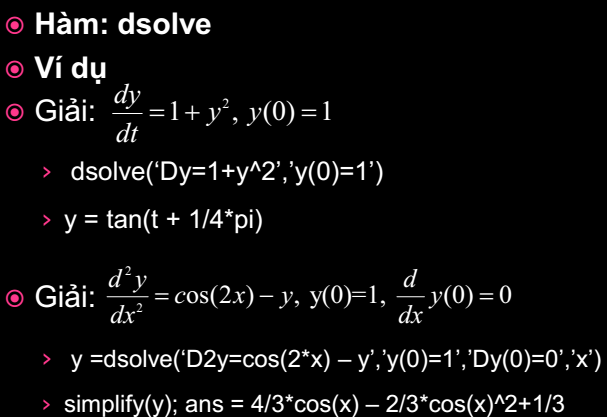 Hàm: dsolve
Ví dụ
Giải: dy/dt = 1 + y², y(0) = 1
› dsolve(‘Dy=1+y^2’,’y(0)=1’)
› y = tan(t + 1/4*pi)
Giải: d²y/dx² = cos(2x) − y, y(0)=1, d/dx y(0) = 0
› y =dsolve(‘D2y=cos(2*x) – y’,’y(0)=1’,’Dy(0)=0’,’x’)
› simplify(y); ans = 4/3*cos(x) – 2/3*cos(x)^2+1/3